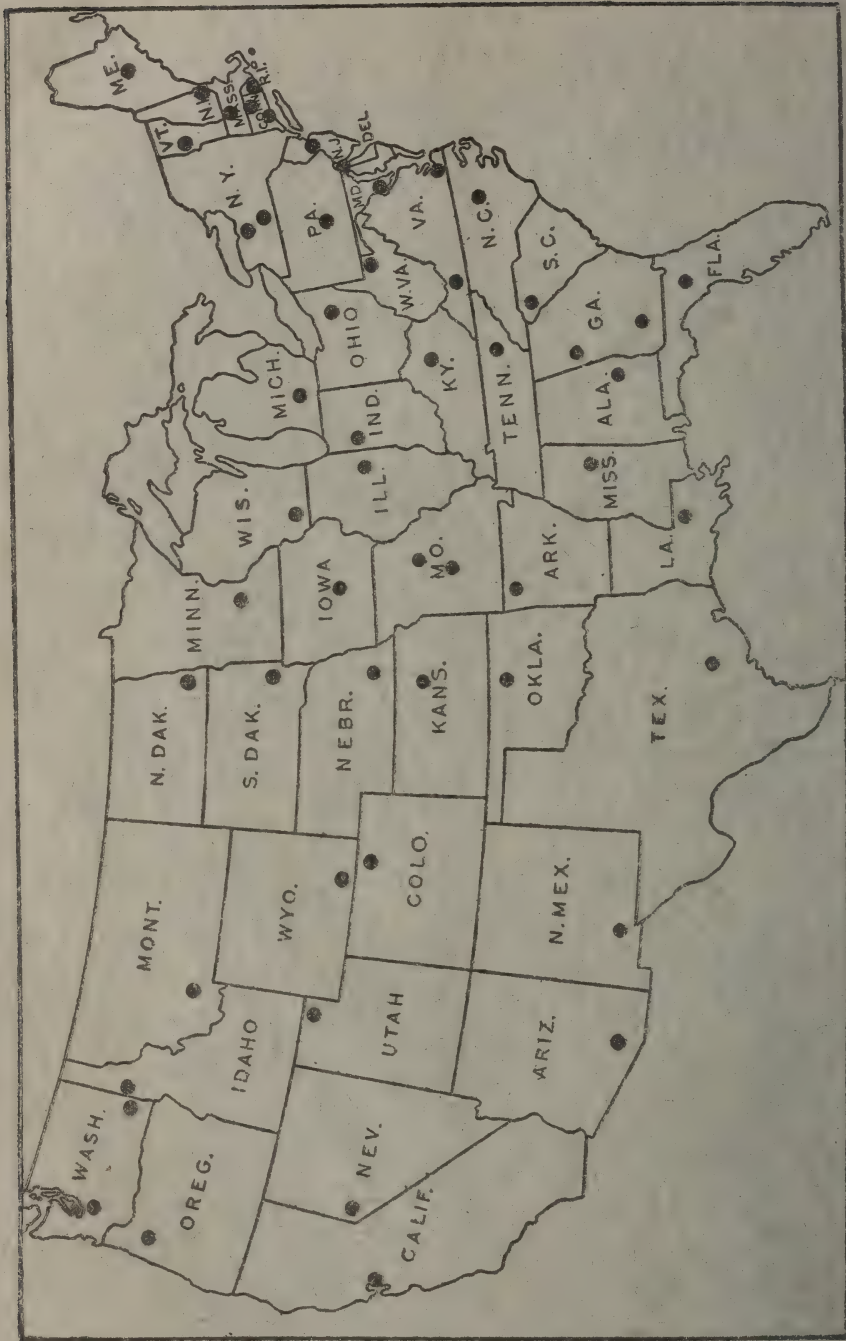 WASH.
OREG.
CALIF.
NEV.
IDAHO
MONT.
WYO.
UTAH
COLO.
ARIZ.
N.MEX.
N. DAK.
S. DAK.
NEBR.
KANS.
OKLA.
TEX.
MINN.
IOWA
MO.
ARK.
LA.
WIS.
ILL.
MICH.
IND.
OHIO
KY.
TENN.
MISS.
ALA.
GA.
FLA.
S.C.
N.C.
VA.
W.VA.
MD.
DEL.
PA.
N.J.
N.Y.
VT.
N.H.
ME.
MASS.
CONN.
R.I.